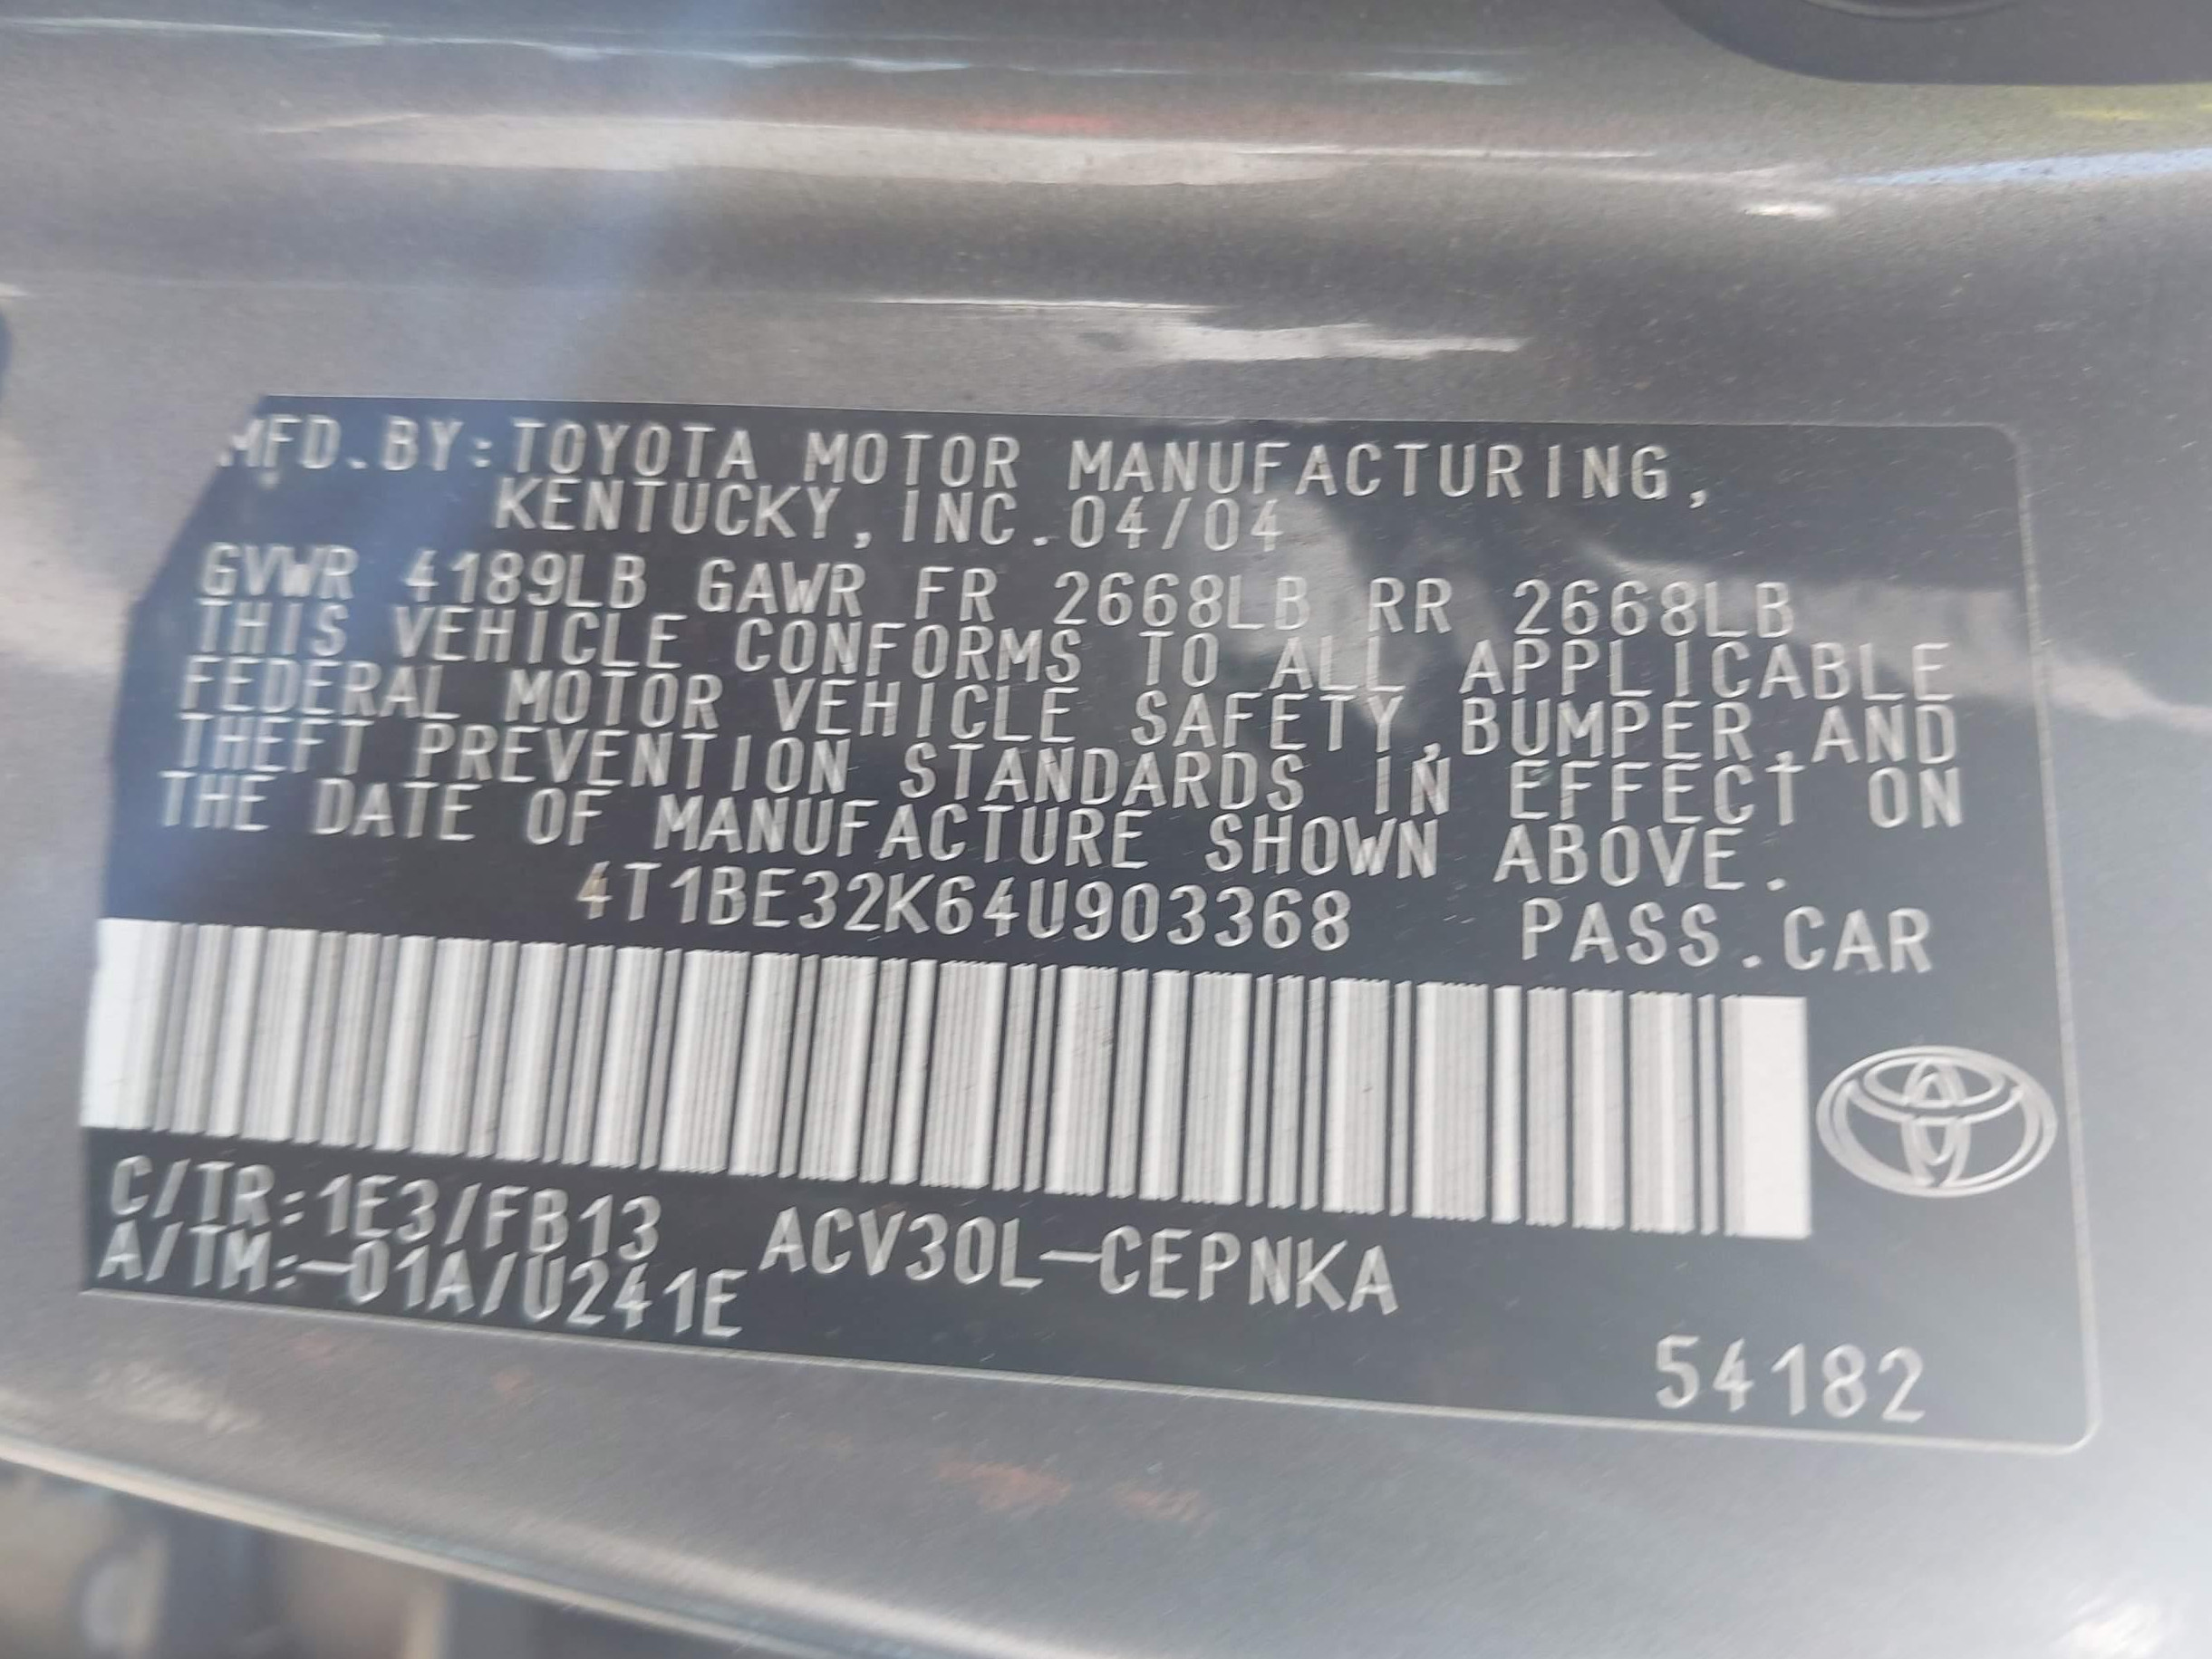 MFD.BY:TOYOTA MOTOR MANUFACTURING,
KENTUCKY,INC.04/04
GVWR 4189LB GAWR FR 2668LB RR 2668LB
THIS VEHICLE CONFORMS TO ALL APPLICABLE
FEDERAL MOTOR VEHICLE SAFETY,BUMPER,AND
THEFT PREVENTION STANDARDS IN EFFECT ON
THE DATE OF MANUFACTURE SHOWN ABOVE.
4T1BE32K64U903368 PASS.CAR
C/TR:1E3/FB13 ACV30L-CEPNKA
A/TM:-01A/U241E
54182